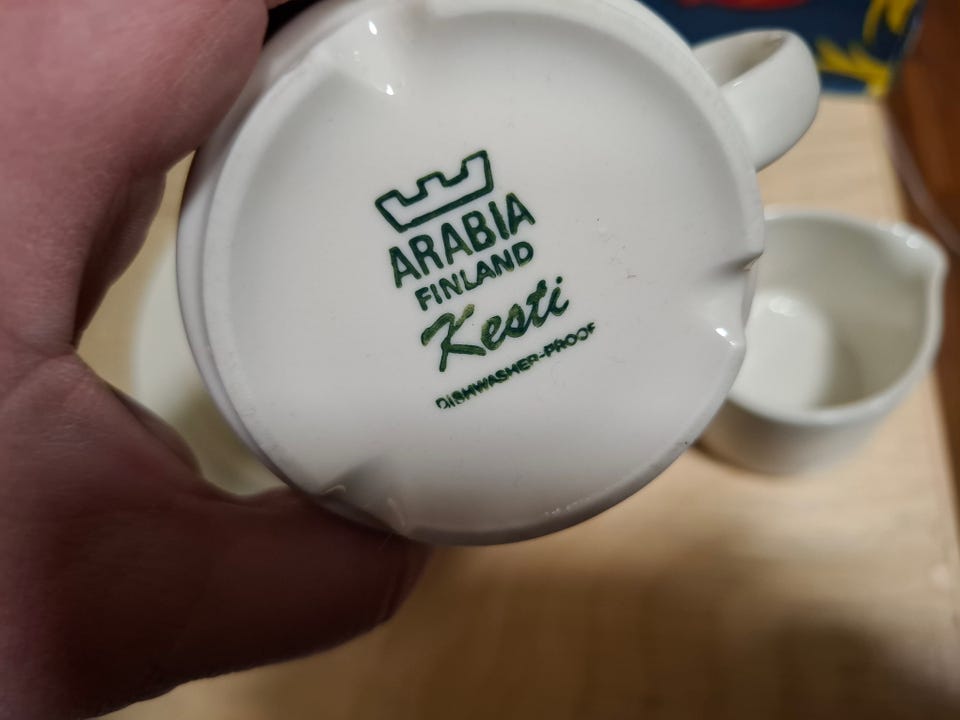 ARABIA
FINLAND
Kesti
DISHWASHER-PROOF